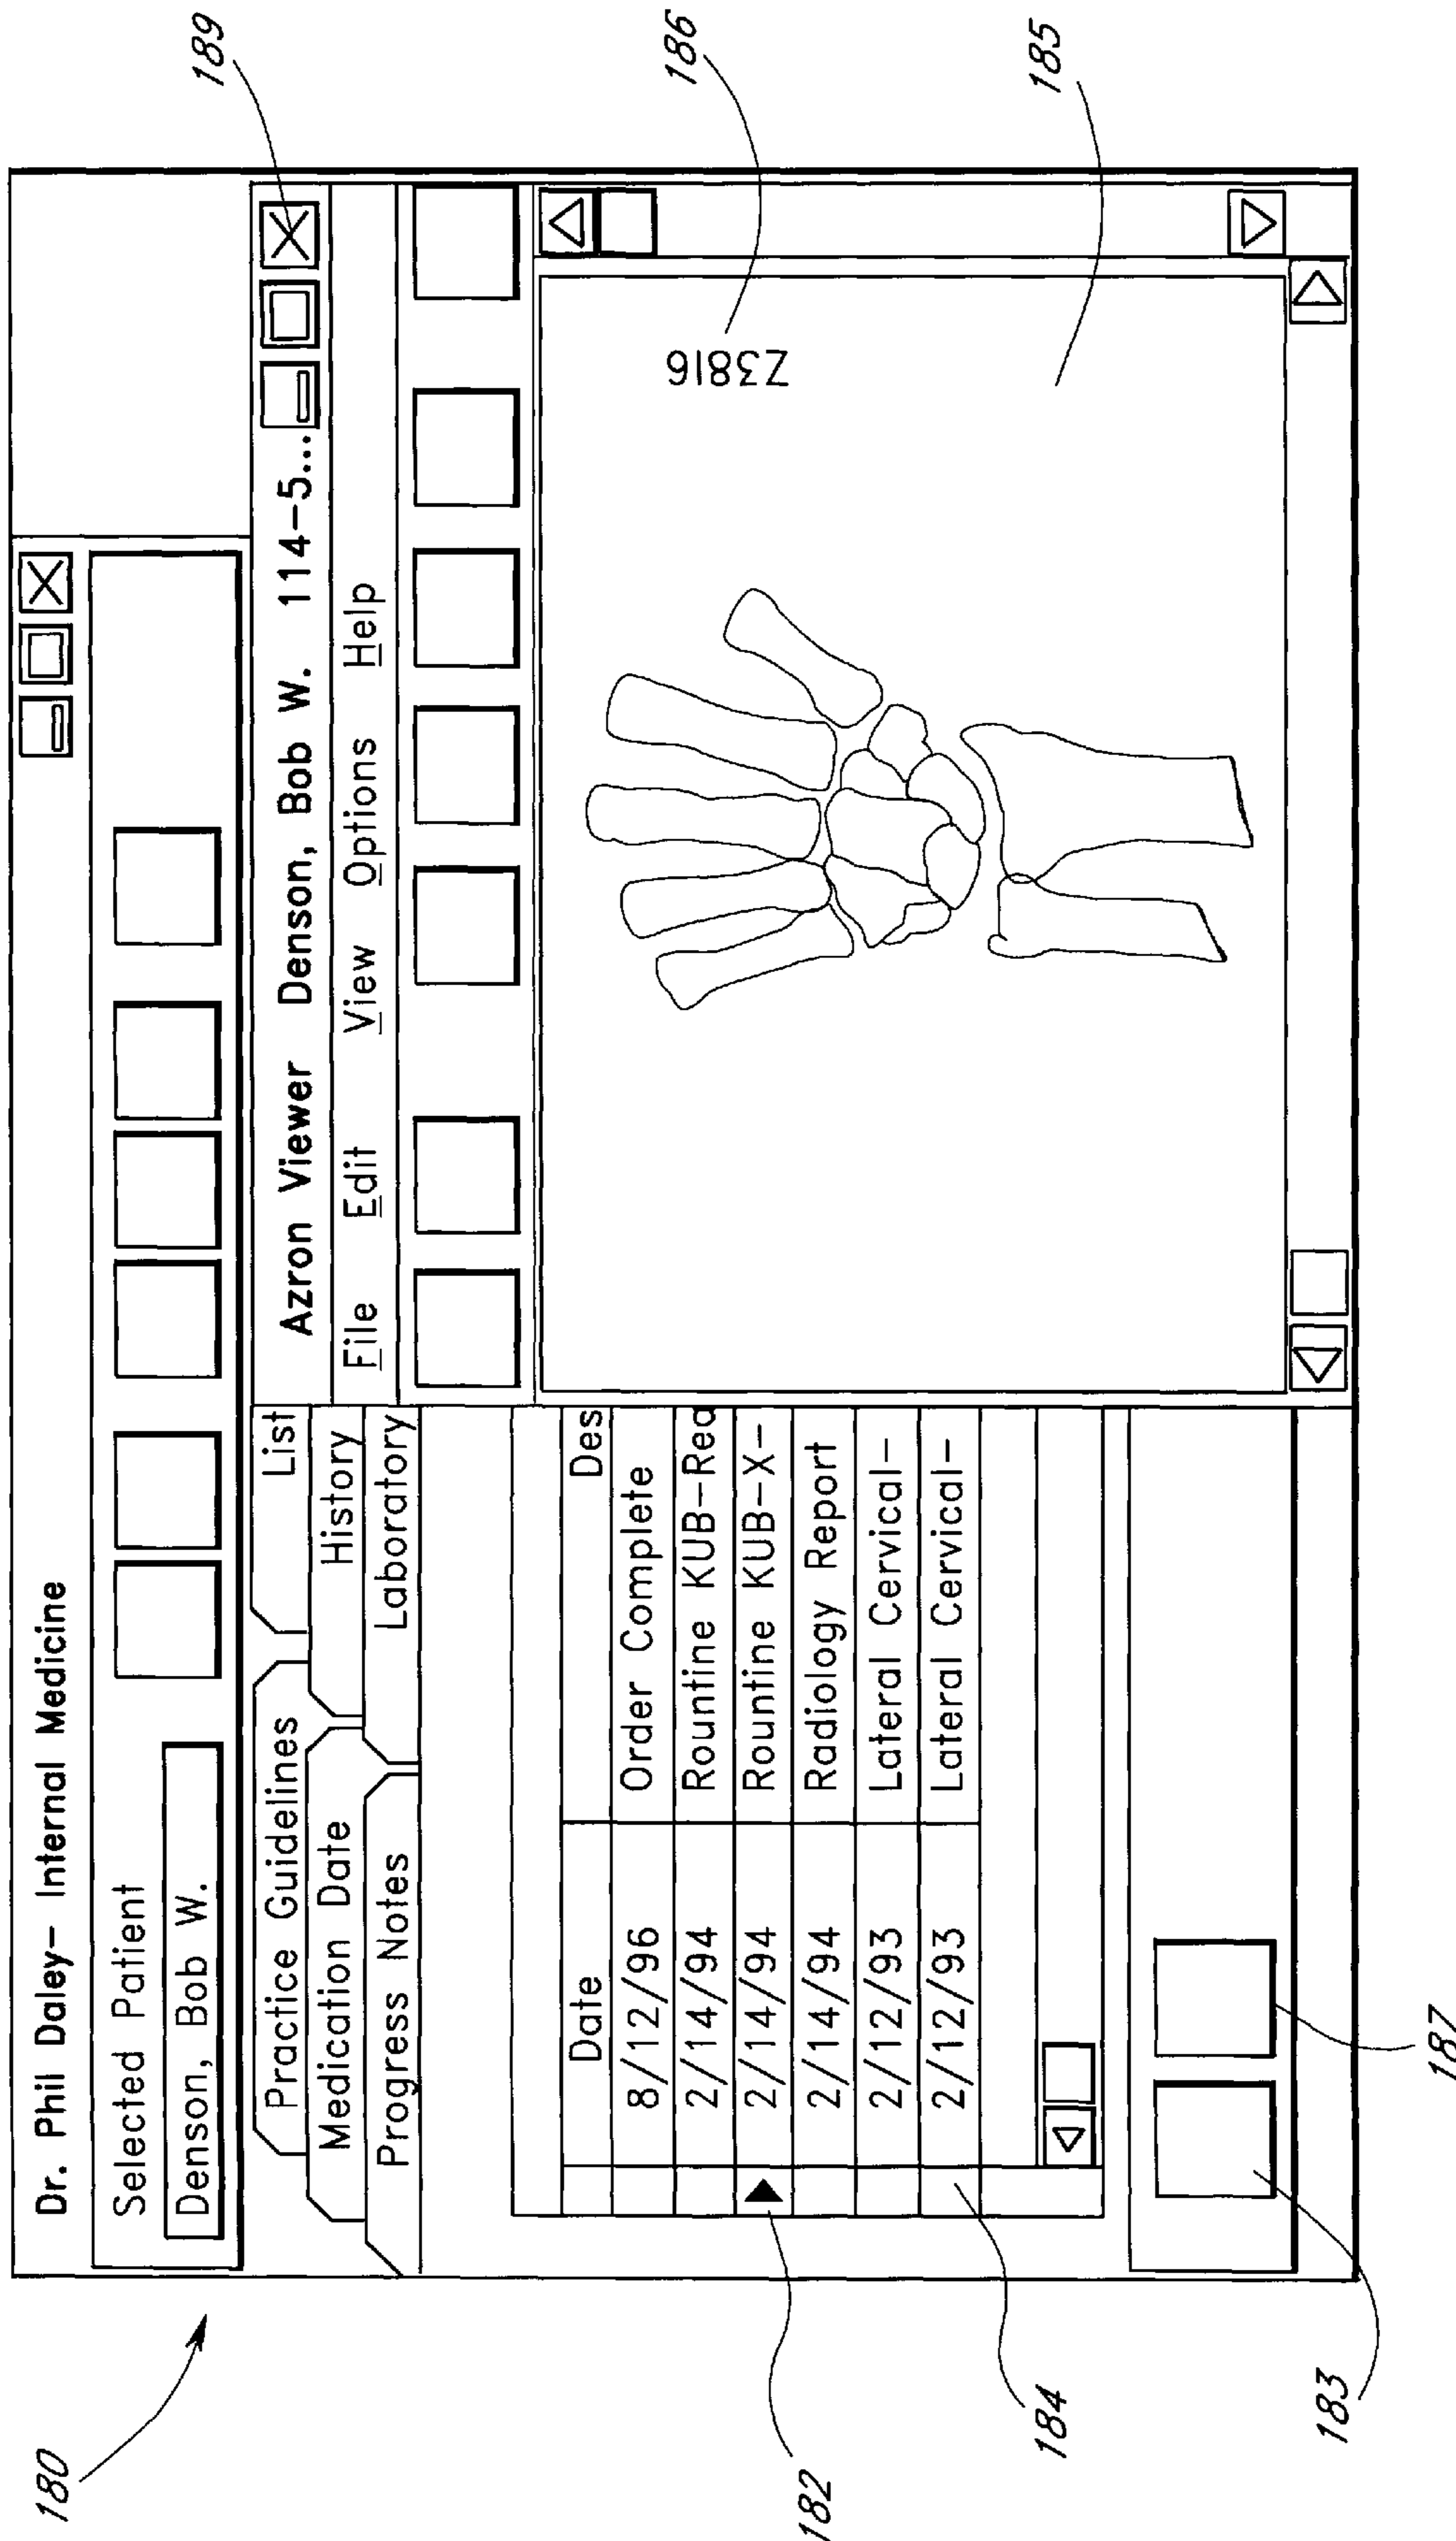 180
Dr. Phil Daley- Internal Medicine
Selected Patient
Denson, Bob W.
189
Practice Guidelines
List
Medication Date
History
Progress Notes
Laboratory
Azron Viewer Denson, Bob W. 114-5...
File Edit View Options Help
Date Des
8/12/96 Order Complete
2/14/94 Rountine KUB-Rea
2/14/94 Rountine KUB-X-
2/14/94 Radiology Report
2/12/93 Lateral Cervical-
2/12/93 Lateral Cervical-
Z3816
186
185
182
184
183
187